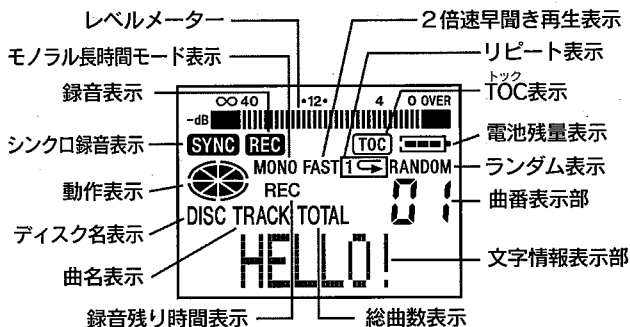 レベルメーター
2倍速早聞き再生表示
モノラル長時間モード表示
リピート表示
録音表示
トック
TOC表示
∞ 40 •12• 4 0 OVER
-dB
SYNC REC TOC
シンクロ録音表示
電池残量表示
MONO FAST 1 RANDOM
ランダム表示
動作表示
REC
01
曲番表示部
DISC TRACK TOTAL
ディスク名表示
HELLO!
文字情報表示部
曲名表示
録音残り時間表示
総曲数表示